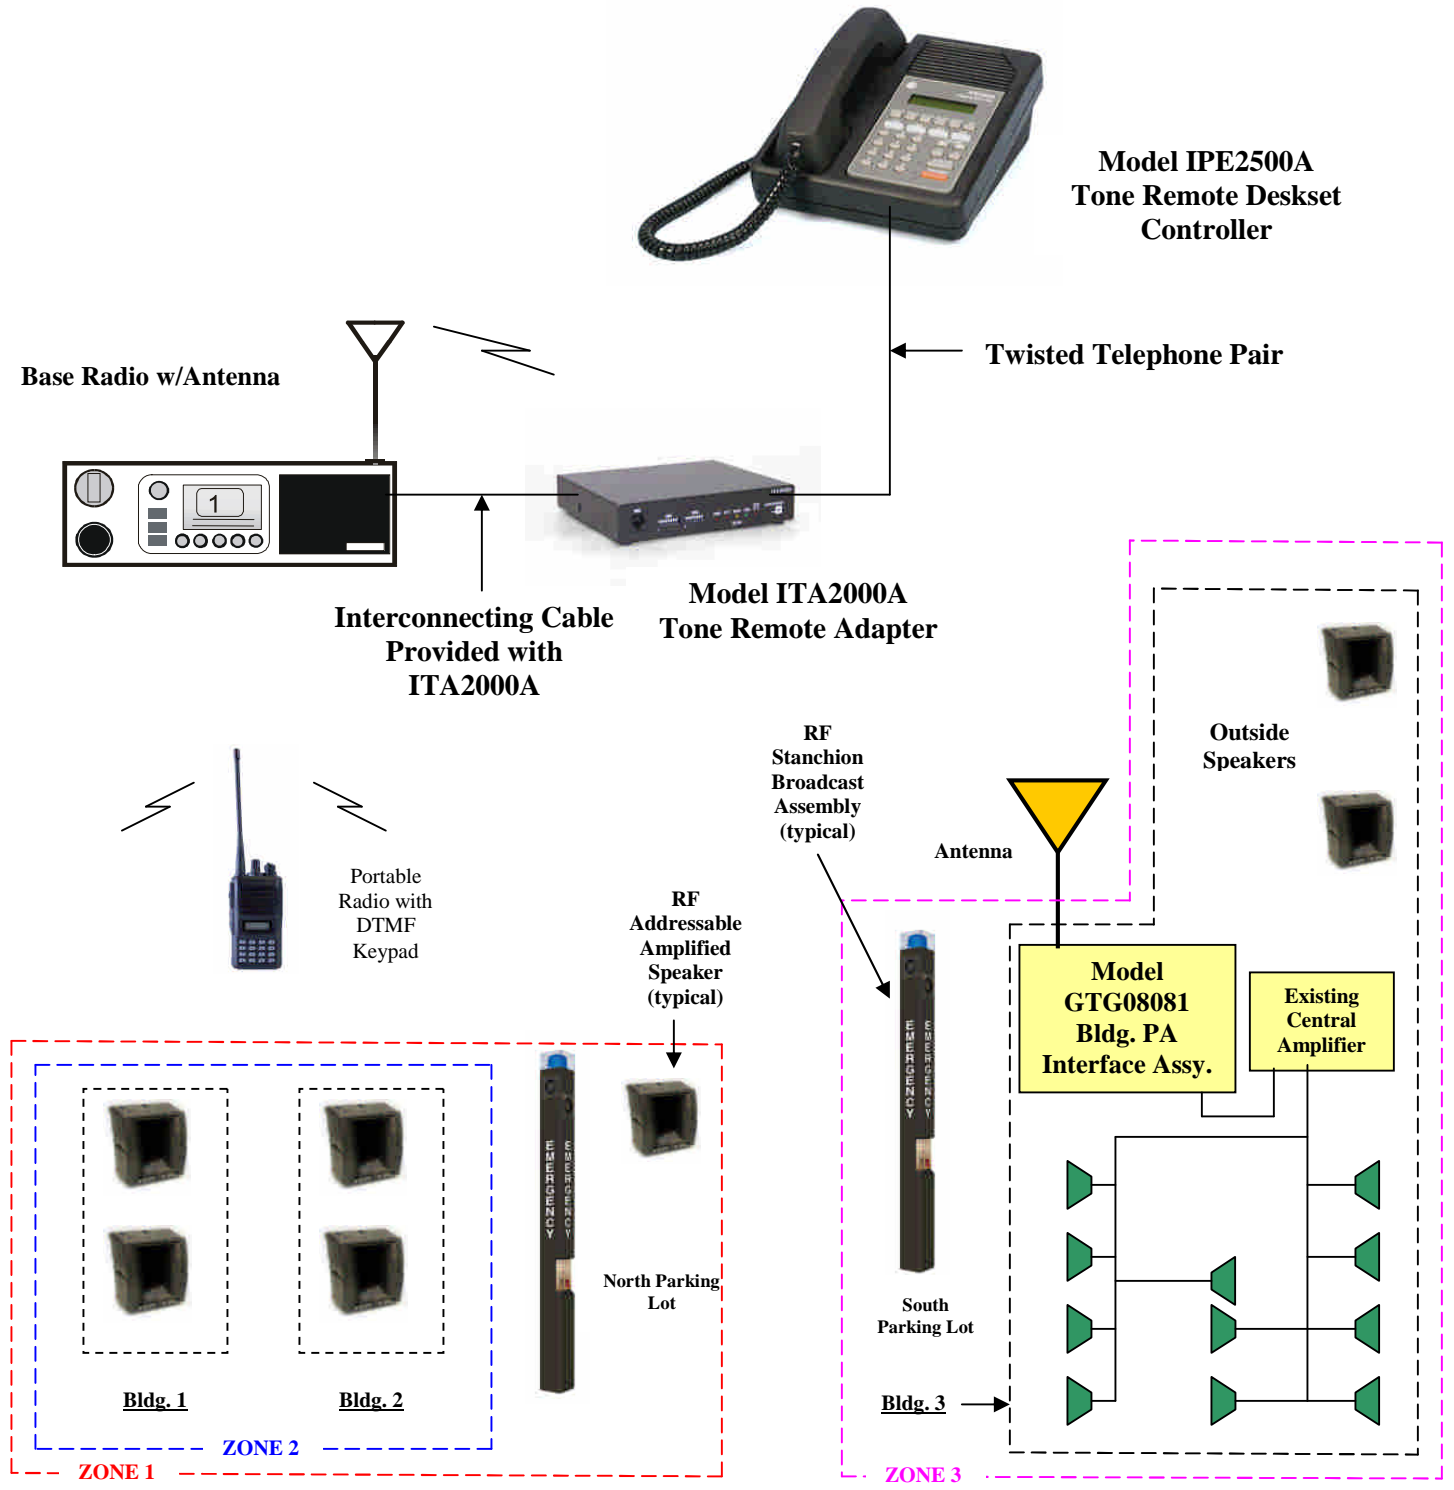 Model IPE2500A
Tone Remote Deskset
Controller
Twisted Telephone Pair
Base Radio w/Antenna
1
Model ITA2000A
Tone Remote Adapter
Interconnecting Cable
Provided with
ITA2000A
Outside
Speakers
RF
Stanchion
Broadcast
Assembly
(typical)
Antenna
Portable
Radio with
DTMF
Keypad
RF
Addressable
Amplified
Speaker
(typical)
Model
GTG08081
Bldg. PA
Interface Assy.
Existing
Central
Amplifier
EMERGENCY
EMERGENCY
EMERGENCY
EMERGENCY
North Parking
Lot
South
Parking Lot
Bldg. 1
Bldg. 2
Bldg. 3
ZONE 2
ZONE 1
ZONE 3